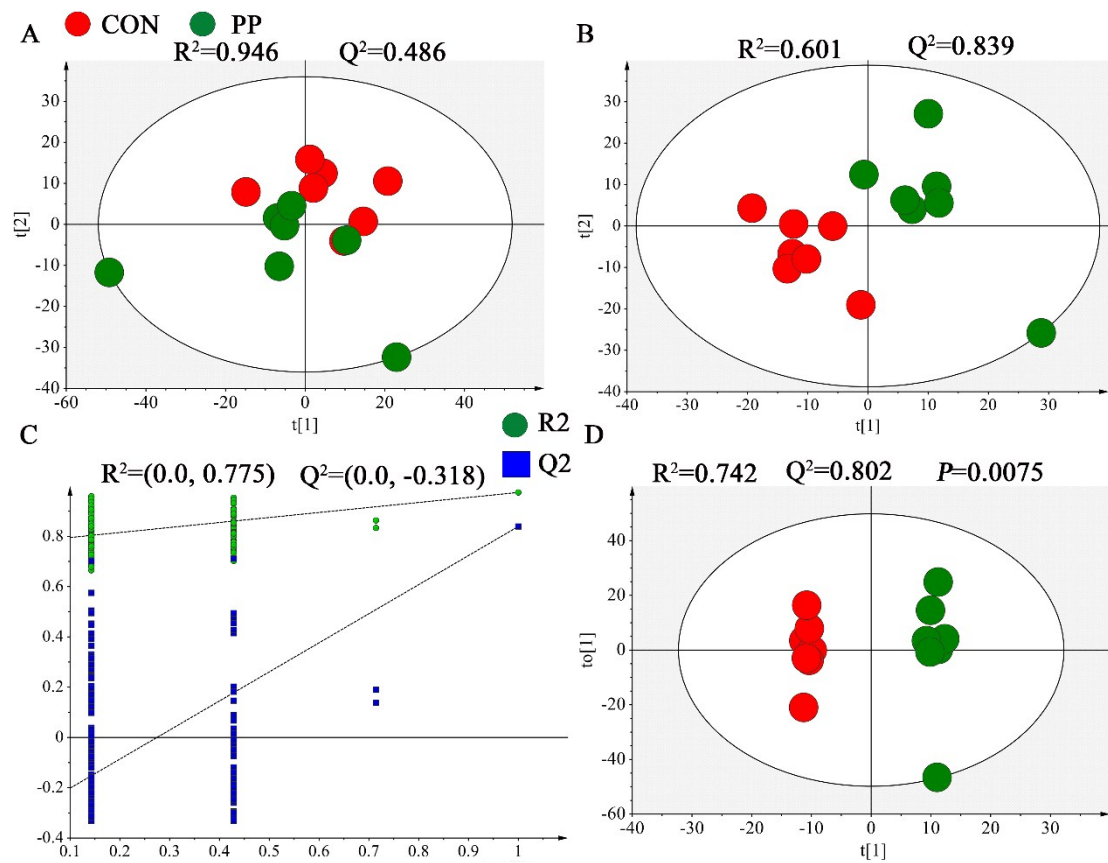 A
CON
PP
R²=0.946
Q²=0.486
30
20
10
0
-10
-20
-30
-40
-60
-40
-20
0
20
40
t[2]
t[1]
B
R²=0.601
Q²=0.839
30
20
10
0
-10
-20
-30
-40
-40
-30
-20
-10
0
10
20
30
t[2]
t[1]
C
R2
Q2
R²=(0.0, 0.775)
Q²=(0.0, -0.318)
0.8
0.6
0.4
0.2
0
-0.2
-0.4
0.1
0.2
0.3
0.4
0.5
0.6
0.7
0.8
0.9
1
D
R²=0.742
Q²=0.802
P=0.0075
40
20
0
-20
-40
-60
-40
-30
-20
-10
0
10
20
30
to[1]
t[1]